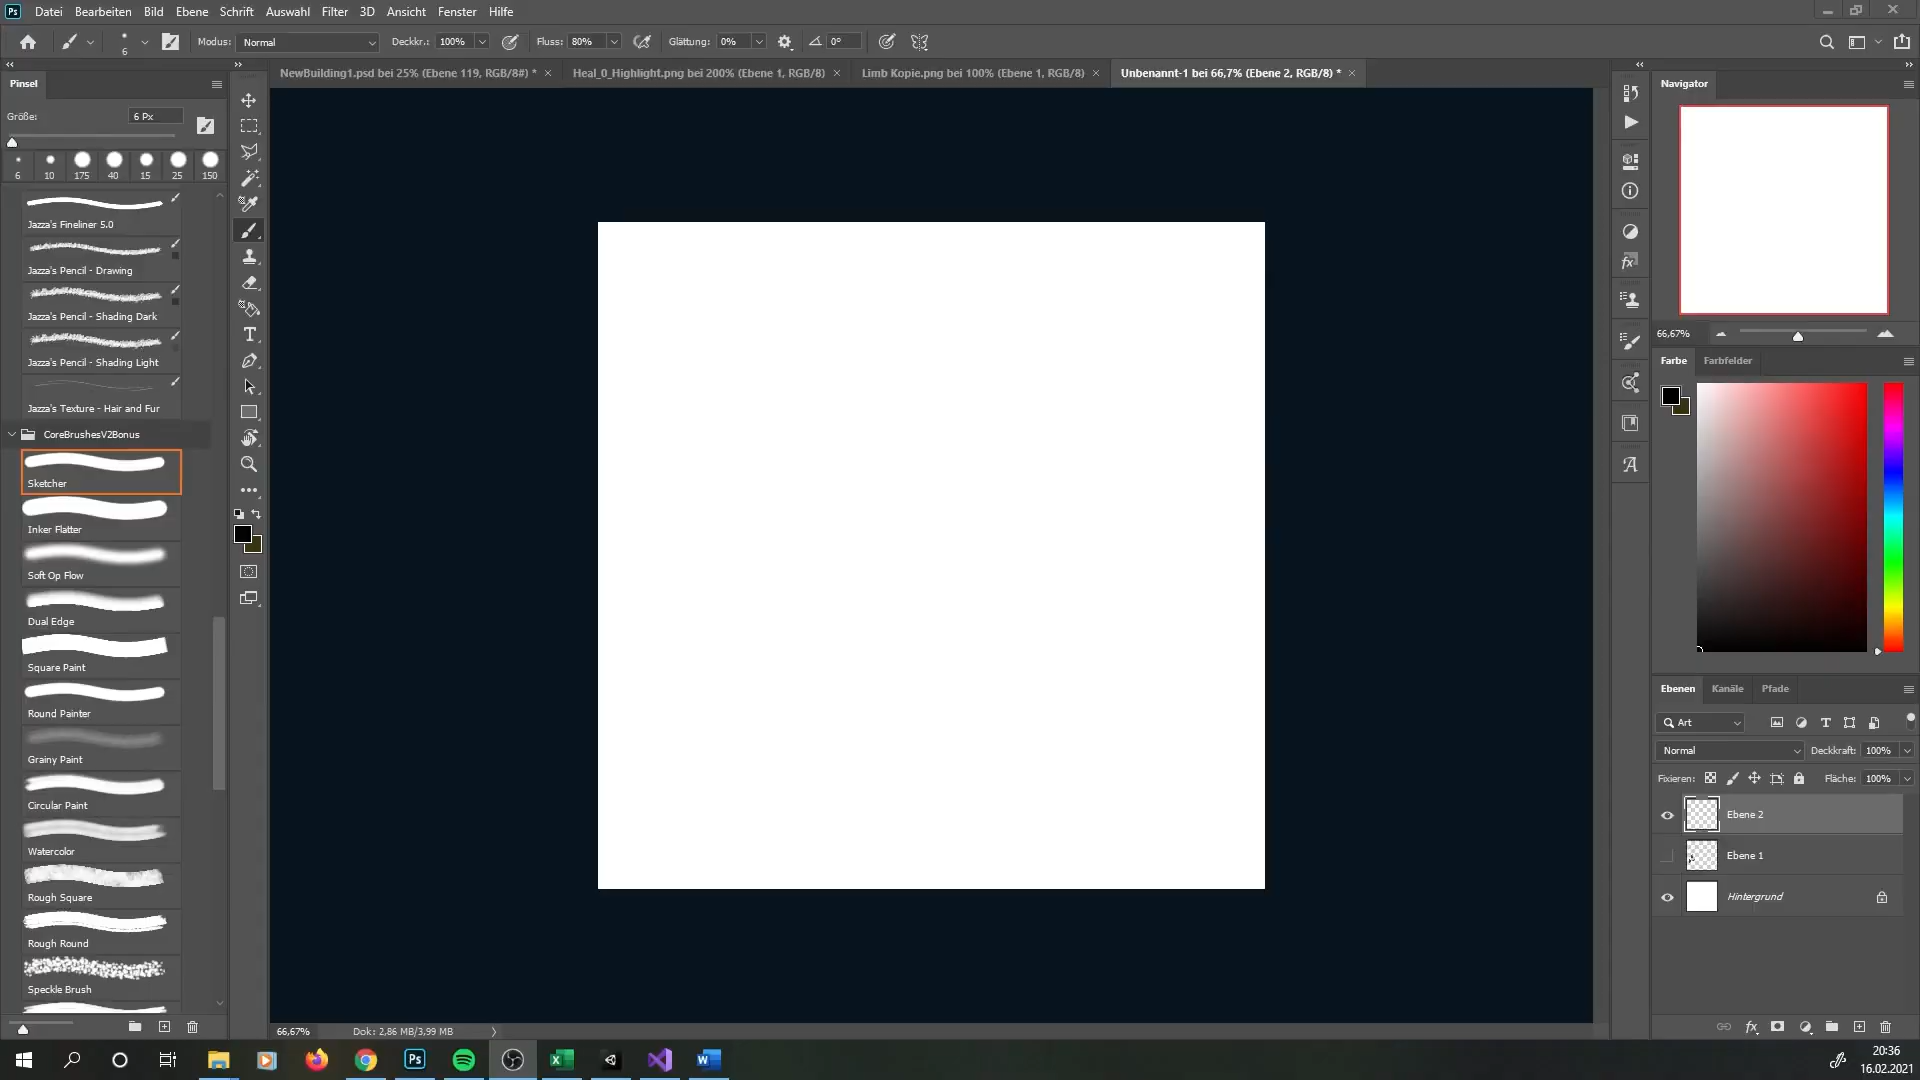 Ps Datei Bearbeiten Bild Ebene Schrift Auswahl Filter 3D Ansicht Fenster Hilfe
6 Modus: Normal Deckkr.: 100% Fluss: 80% Glättung: 0% 0°
NewBuilding1.psd bei 25% (Ebene 119, RGB/8#) * Heal_0_Highlight.png bei 200% (Ebene 1, RGB/8) Limb Kopie.png bei 100% (Ebene 1, RGB/8) Unbenannt-1 bei 66,7% (Ebene 2, RGB/8) *
Pinsel
Größe: 6 Px
6 10 175 40 15 25 150
Jazza's Fineliner 5.0
Jazza's Pencil - Drawing
Jazza's Pencil - Shading Dark
Jazza's Pencil - Shading Light
Jazza's Texture - Hair and Fur
CoreBrushesV2Bonus
Sketcher
Inker Flatter
Soft Op Flow
Dual Edge
Square Paint
Round Painter
Grainy Paint
Circular Paint
Watercolor
Rough Square
Rough Round
Speckle Brush
66,67% Dok: 2,86 MB/3,99 MB
Navigator
66,67%
Farbe Farbfelder
Ebenen Kanäle Pfade
Art
Normal Deckkraft: 100%
Fixieren: Fläche: 100%
Ebene 2
Ebene 1
Hintergrund
20:36
16.02.2021